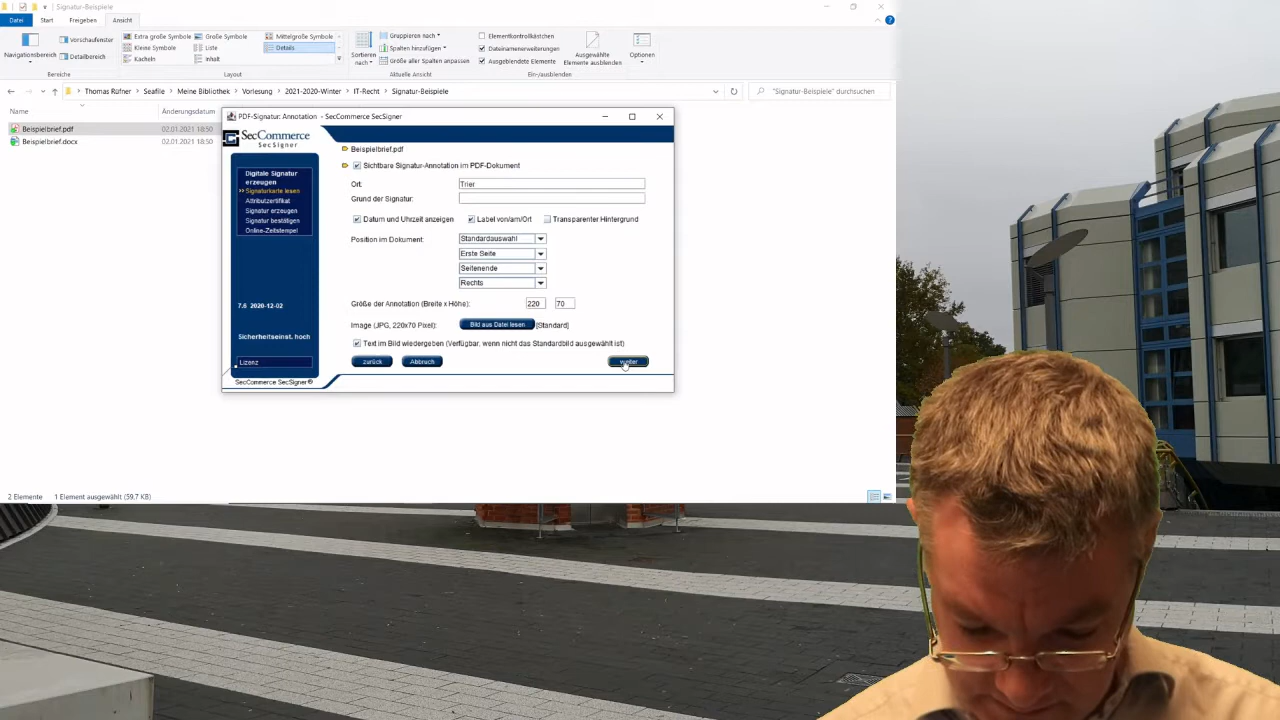 Signatur-Beispiele
Datei Start Freigeben Ansicht
Navigationsbereich
Vorschaufenster
Detailbereich
Bereiche
Extra große Symbole Große Symbole Mittelgroße Symbole
Kleine Symbole Liste Details
Kacheln Inhalt
Layout
Sortieren nach
Gruppieren nach
Spalten hinzufügen
Größe aller Spalten anpassen
Aktuelle Ansicht
Elementkontrollkästchen
Dateinamenerweiterungen
Ausgeblendete Elemente
Ausgewählte Elemente ausblenden
Ein-/ausblenden
Optionen
Thomas Rüfner > Seafile > Meine Bibliothek > Vorlesung > 2021-2020-Winter > IT-Recht > Signatur-Beispiele
"Signatur-Beispiele" durchsuchen
Name Änderungsdatum
Beispielbrief.pdf 02.01.2021 18:50
Beispielbrief.docx 02.01.2021 18:50
PDF-Signatur: Annotation - SecCommerce SecSigner
SecCommerce
SecSigner
Digitale Signatur
erzeugen
>> Signaturkarte lesen
Attributzertifikat
Signatur erzeugen
Signatur bestätigen
Online-Zeitstempel
7.6 2020-12-02
Sicherheitseinst. hoch
Lizenz
SecCommerce SecSigner®
Beispielbrief.pdf
Sichtbare Signatur-Annotation im PDF-Dokument
Ort: Trier
Grund der Signatur:
Datum und Uhrzeit anzeigen Label von/am/Ort Transparenter Hintergrund
Position im Dokument: Standardauswahl
Erste Seite
Seitenende
Rechts
Größe der Annotation (Breite x Höhe): 220 70
Image (JPG, 220x70 Pixel): Bild aus Datei lesen [Standard]
Text im Bild wiedergeben (Verfügbar, wenn nicht das Standardbild ausgewählt ist)
zurück Abbruch weiter
2 Elemente 1 Element ausgewählt (59,7 KB)